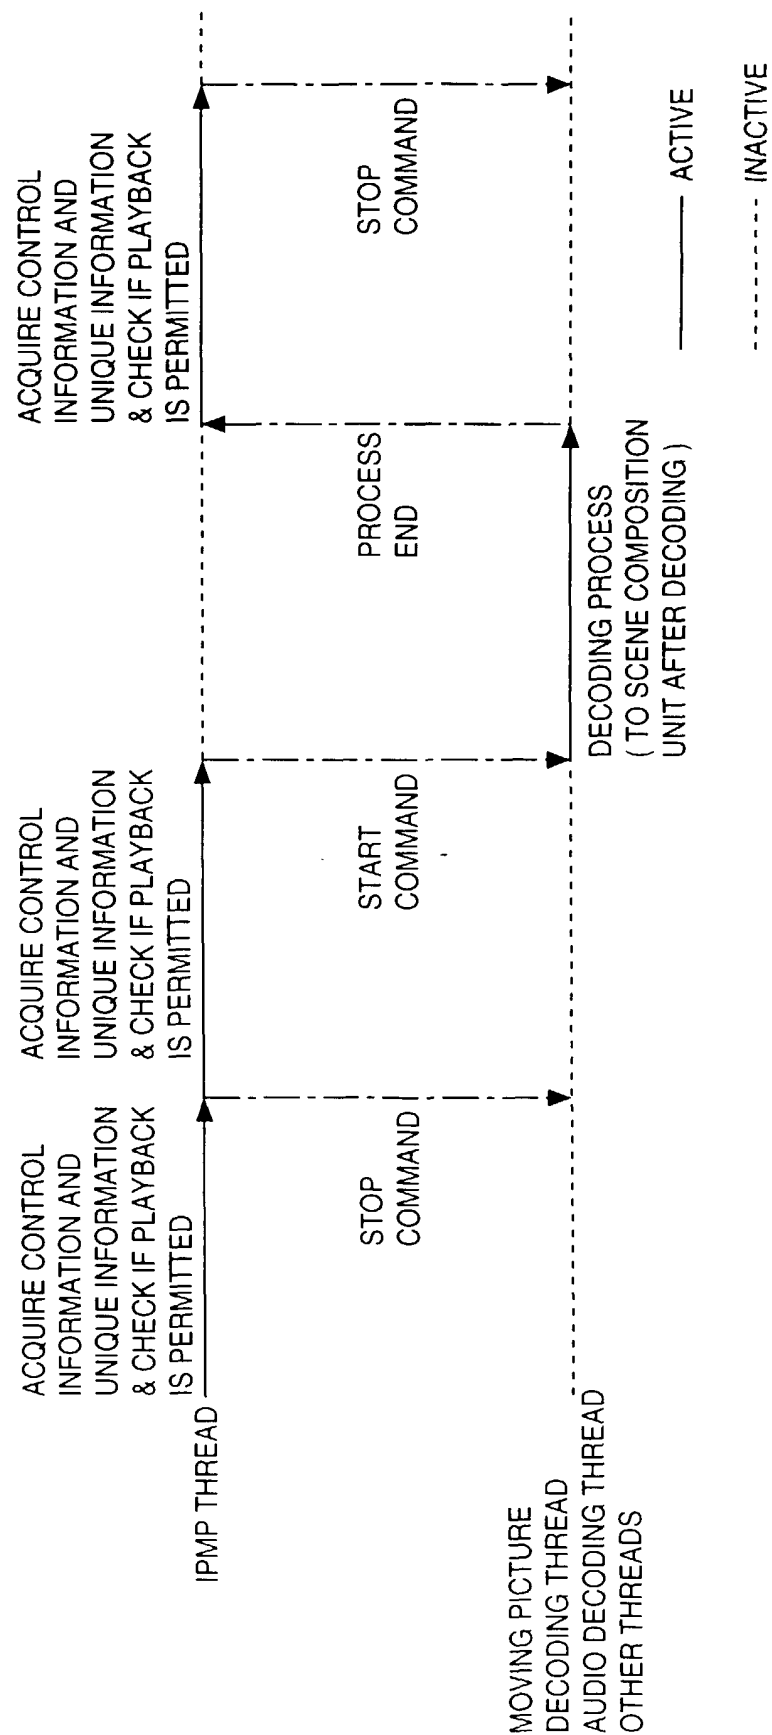 ACQUIRE CONTROL
INFORMATION AND
UNIQUE INFORMATION
& CHECK IF PLAYBACK
IS PERMITTED
ACQUIRE CONTROL
INFORMATION AND
UNIQUE INFORMATION
& CHECK IF PLAYBACK
IS PERMITTED
ACQUIRE CONTROL
INFORMATION AND
UNIQUE INFORMATION
& CHECK IF PLAYBACK
IS PERMITTED
IPMP THREAD
STOP
COMMAND
START
COMMAND
PROCESS
END
STOP
COMMAND
MOVING PICTURE
DECODING THREAD
AUDIO DECODING THREAD
OTHER THREADS
DECODING PROCESS
( TO SCENE COMPOSITION
UNIT AFTER DECODING )
ACTIVE
INACTIVE